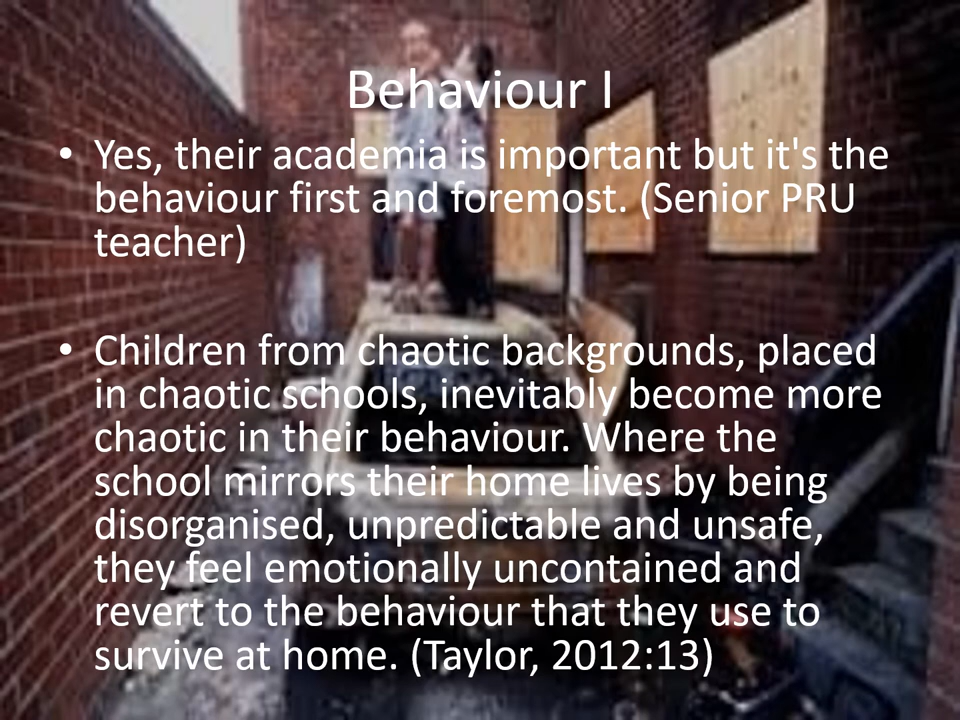 Behaviour I
• Yes, their academia is important but it's the
behaviour first and foremost. (Senior PRU
teacher)
• Children from chaotic backgrounds, placed
in chaotic schools, inevitably become more
chaotic in their behaviour. Where the
school mirrors their home lives by being
disorganised, unpredictable and unsafe,
they feel emotionally uncontained and
revert to the behaviour that they use to
survive at home. (Taylor, 2012:13)